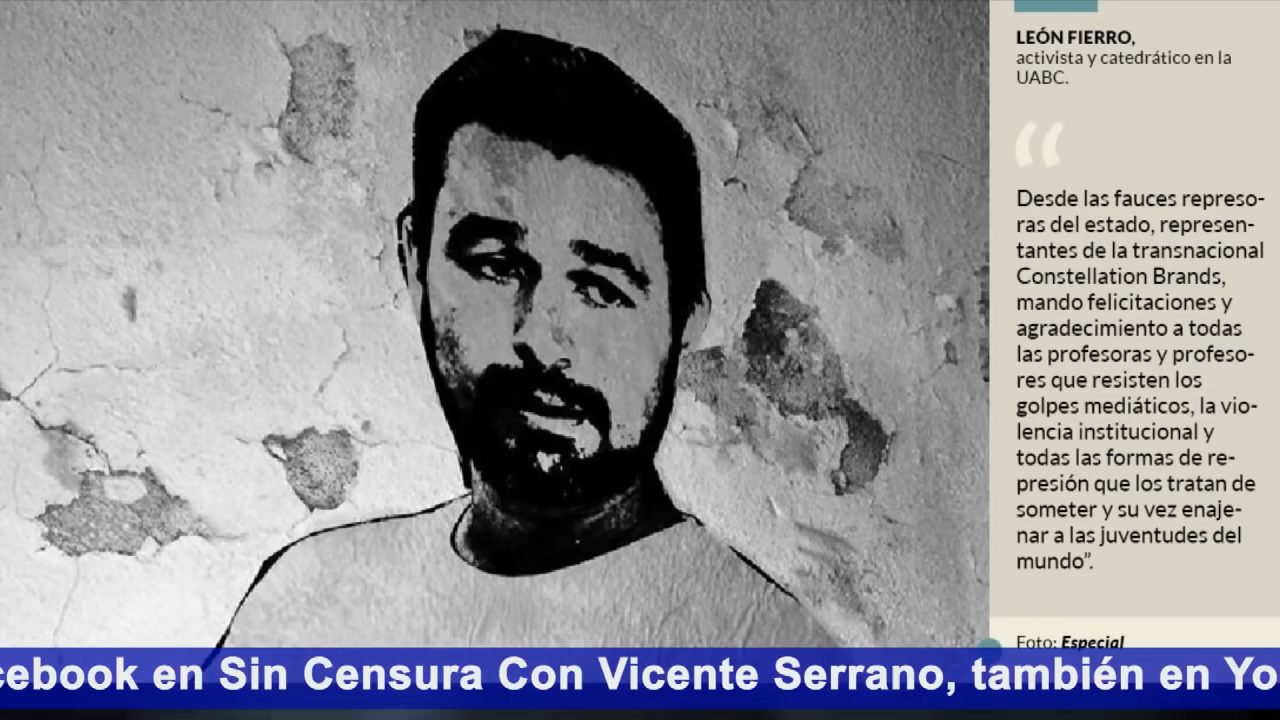 LEÓN FIERRO,
activista y catedrático en la
UABC.
“
Desde las fauces represo-
ras del estado, represen-
tantes de la transnacional
Constellation Brands,
mando felicitaciones y
agradecimiento a todas
las profesoras y profeso-
res que resisten los
golpes mediáticos, la vio-
lencia institucional y
todas las formas de re-
presión que los tratan de
someter y su vez enaje-
nar a las juventudes del
mundo”.
Foto: Especial
cebook en Sin Censura Con Vicente Serrano, también en Yo